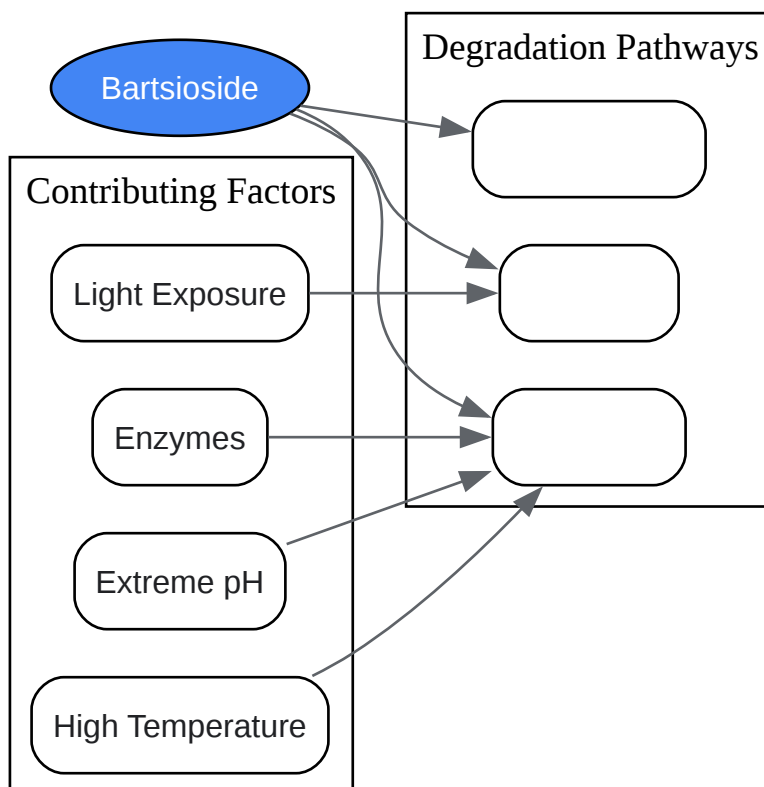 Degradation Pathways
Bartsioside
Contributing Factors
Light Exposure
Enzymes
Extreme pH
High Temperature